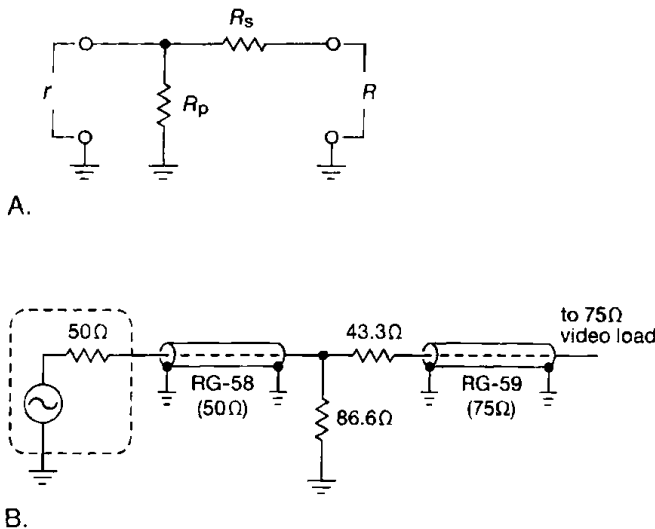 Rs
r
Rp
R
A.
50Ω
43.3Ω
to 75Ω
video load
RG-58
(50Ω)
RG-59
(75Ω)
86.6Ω
B.